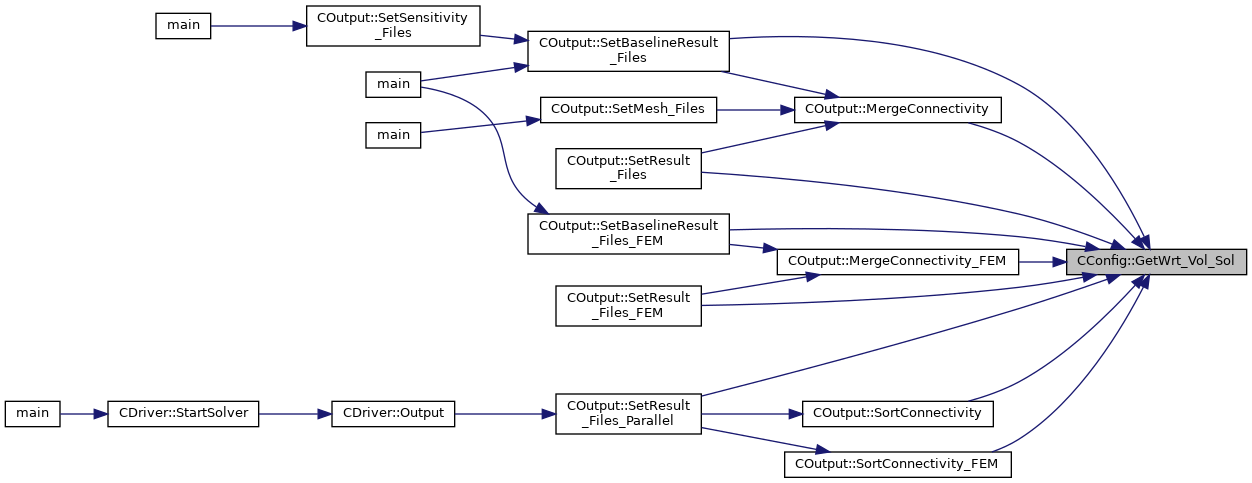 main
COutput::SetSensitivity
_Files
COutput::SetBaselineResult
_Files
main
COutput::SetMesh_Files
COutput::MergeConnectivity
main
COutput::SetResult
_Files
COutput::SetBaselineResult
_Files_FEM
COutput::MergeConnectivity_FEM
CConfig::GetWrt_Vol_Sol
COutput::SetResult
_Files_FEM
main
CDriver::StartSolver
CDriver::Output
COutput::SetResult
_Files_Parallel
COutput::SortConnectivity
COutput::SortConnectivity_FEM